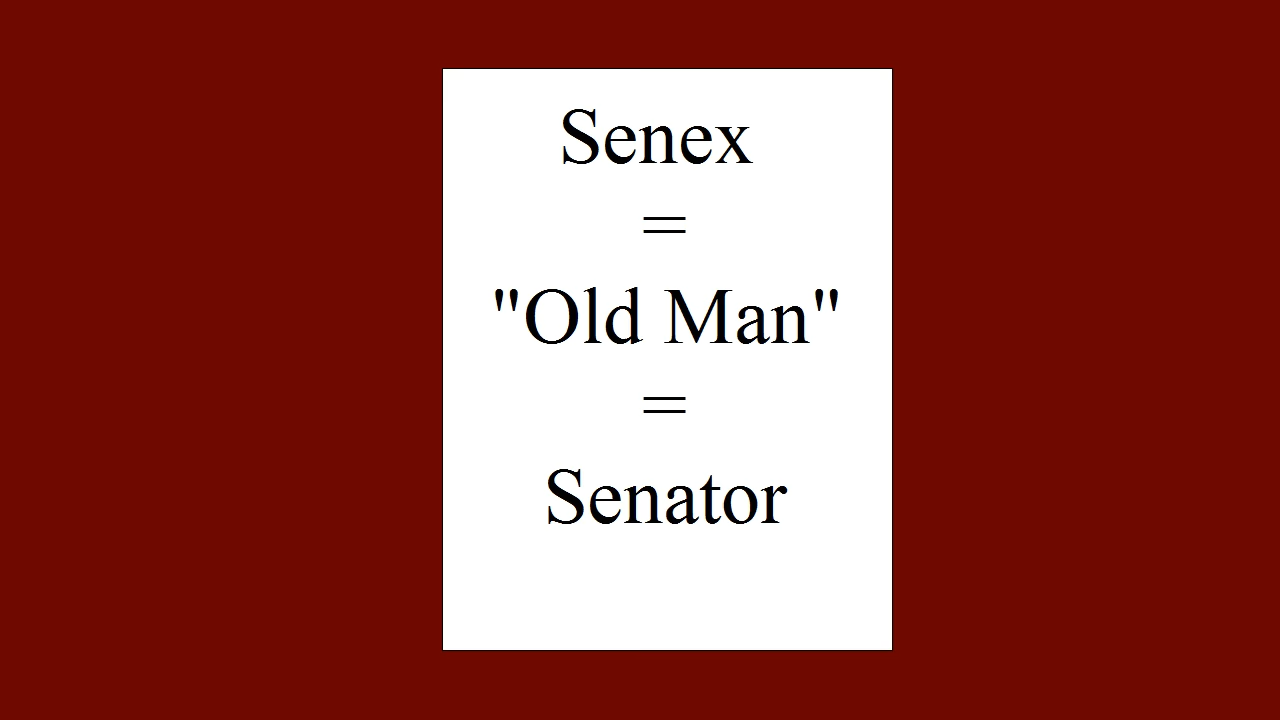 Senex
=
"Old Man"
=
Senator